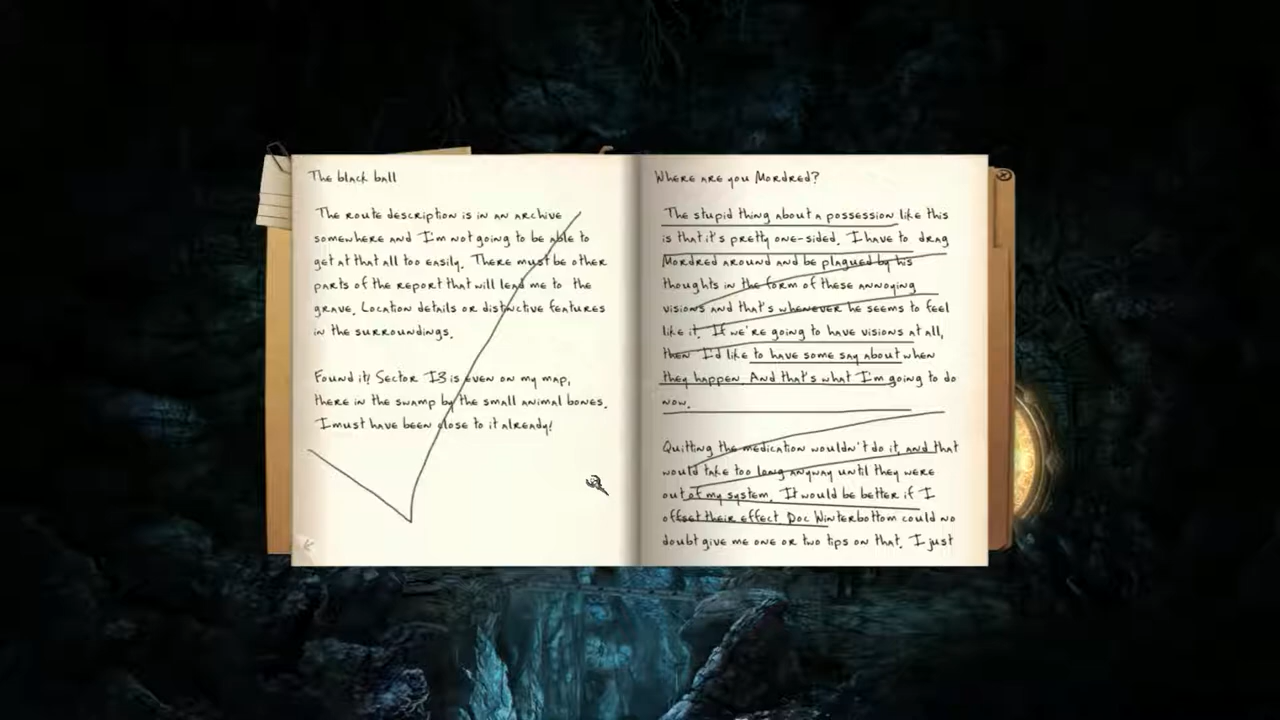 The black ball
The route description is in an archive
somewhere and I'm not going to be able to
get at that all too easily. There must be other
parts of the report that will lead me to the
grave. Location details or distinctive features
in the surroundings.
Found it! Sector I3 is even on my map,
there in the swamp by the small animal bones.
I must have been close to it already!
Where are you Mordred?
The stupid thing about a possession like this
is that it's pretty one-sided. I have to drag
Mordred around and be plagued by his
thoughts in the form of these annoying
visions and that's whenever he seems to feel
like it. If we're going to have visions at all,
then I'd like to have some say about when
they happen. And that's what I'm going to do
now.
Quitting the medication wouldn't do it, and that
would take too long anyway until they were
out of my system. It would be better if I
offset their effect. Doc Winterbottom could no
doubt give me one or two tips on that. I just